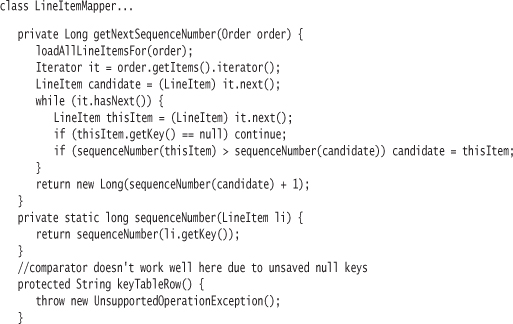 class LineItemMapper...
private Long getNextSequenceNumber(Order order) {
loadAllLineItemsFor(order);
Iterator it = order.getItems().iterator();
LineItem candidate = (LineItem) it.next();
while (it.hasNext()) {
LineItem thisItem = (LineItem) it.next();
if (thisItem.getKey() == null) continue;
if (sequenceNumber(thisItem) > sequenceNumber(candidate)) candidate = thisItem;
}
return new Long(sequenceNumber(candidate) + 1);
}
private static long sequenceNumber(LineItem li) {
return sequenceNumber(li.getKey());
}
//comparator doesn't work well here due to unsaved null keys
protected String keyTableRow() {
throw new UnsupportedOperationException();
}